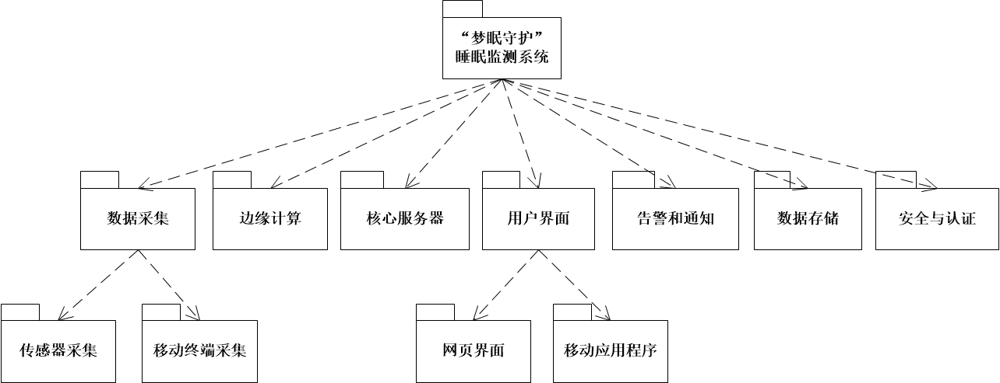 “梦眠守护”
睡眠监测系统
数据采集
边缘计算
核心服务器
用户界面
告警和通知
数据存储
安全与认证
传感器采集
移动终端采集
网页界面
移动应用程序